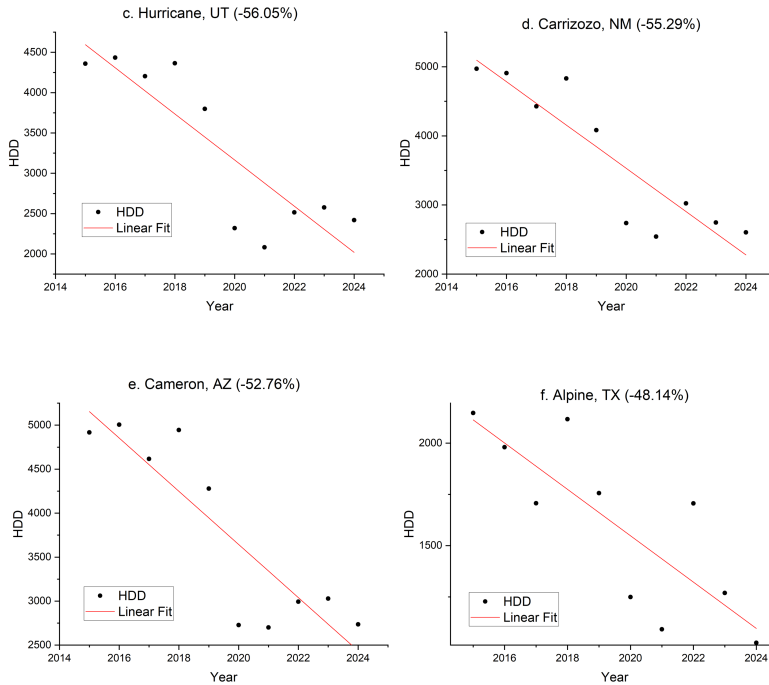 c. Hurricane, UT (-56.05%)
4500
4000
3500
3000
2500
2000
HDD
HDD
Linear Fit
2014 2016 2018 2020 2022 2024
Year
d. Carrizozo, NM (-55.29%)
5000
4000
3000
2000
HDD
HDD
Linear Fit
2014 2016 2018 2020 2022 2024
Year
e. Cameron, AZ (-52.76%)
5000
4500
4000
3500
3000
2500
HDD
HDD
Linear Fit
2014 2016 2018 2020 2022 2024
Year
f. Alpine, TX (-48.14%)
2000
1500
HDD
HDD
Linear Fit
2016 2018 2020 2022 2024
Year